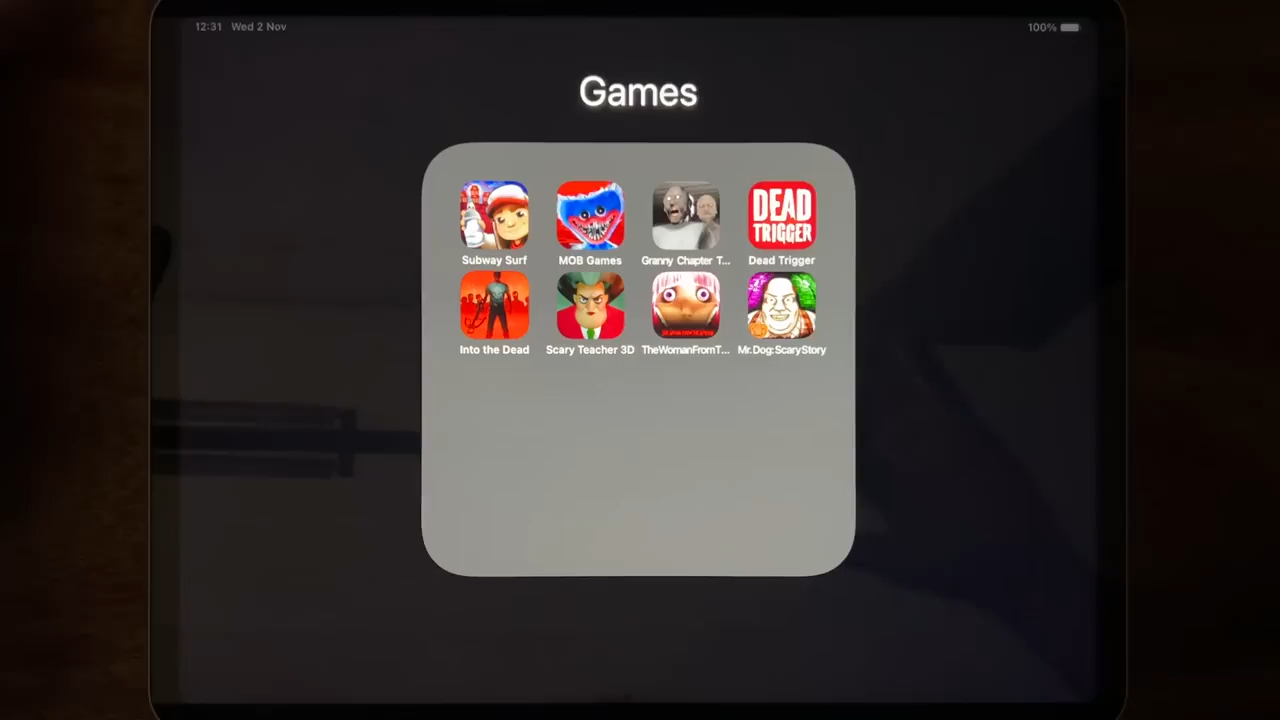 12:31 Wed 2 Nov
100%
Games
DEAD
TRIGGER
Subway Surf
MOB Games
Granny Chapter T...
Dead Trigger
Into the Dead
Scary Teacher 3D
TheWomanFromT...
Mr.Dog:ScaryStory